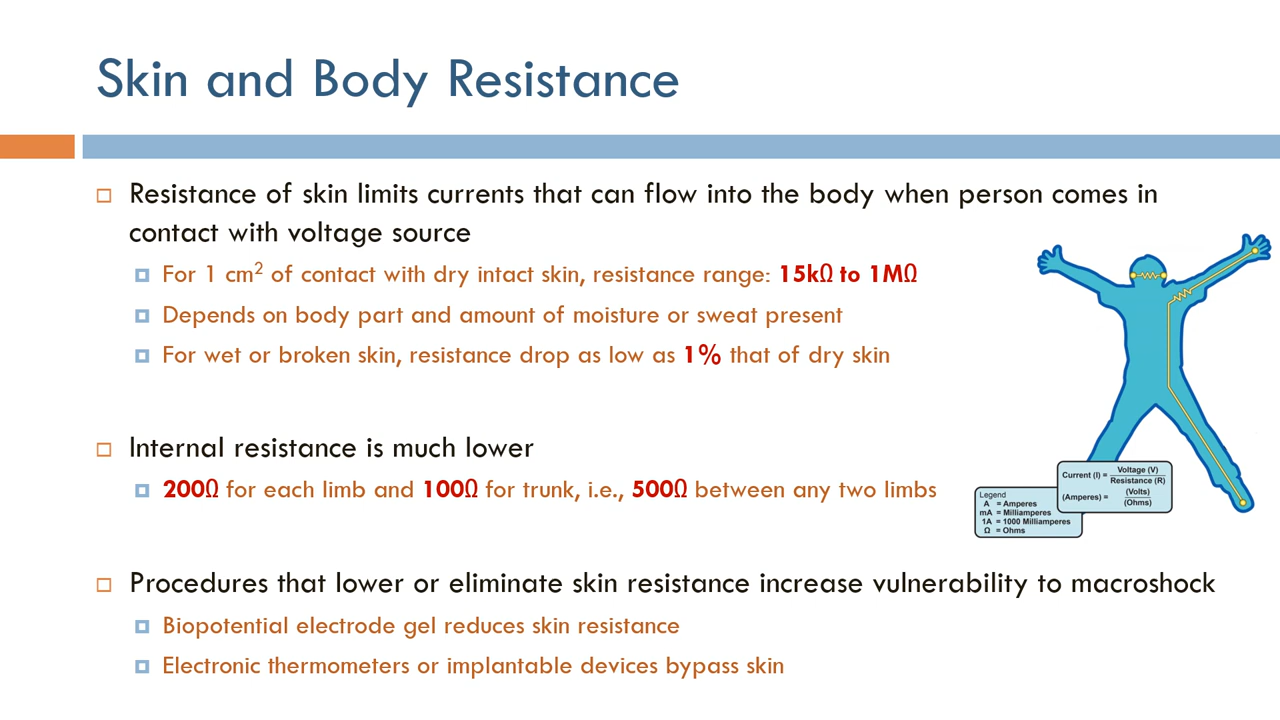 Skin and Body Resistance
Resistance of skin limits currents that can flow into the body when person comes in
contact with voltage source
For 1 cm² of contact with dry intact skin, resistance range: 15kΩ to 1MΩ
Depends on body part and amount of moisture or sweat present
For wet or broken skin, resistance drop as low as 1% that of dry skin
Internal resistance is much lower
200Ω for each limb and 100Ω for trunk, i.e., 500Ω between any two limbs
Current (I) = Voltage (V) / Resistance (R)
(Amperes) = (Volts) / (Ohms)
Legend
A = Amperes
mA = Milliamperes
1A = 1000 Milliamperes
Ω = Ohms
Procedures that lower or eliminate skin resistance increase vulnerability to macroshock
Biopotential electrode gel reduces skin resistance
Electronic thermometers or implantable devices bypass skin